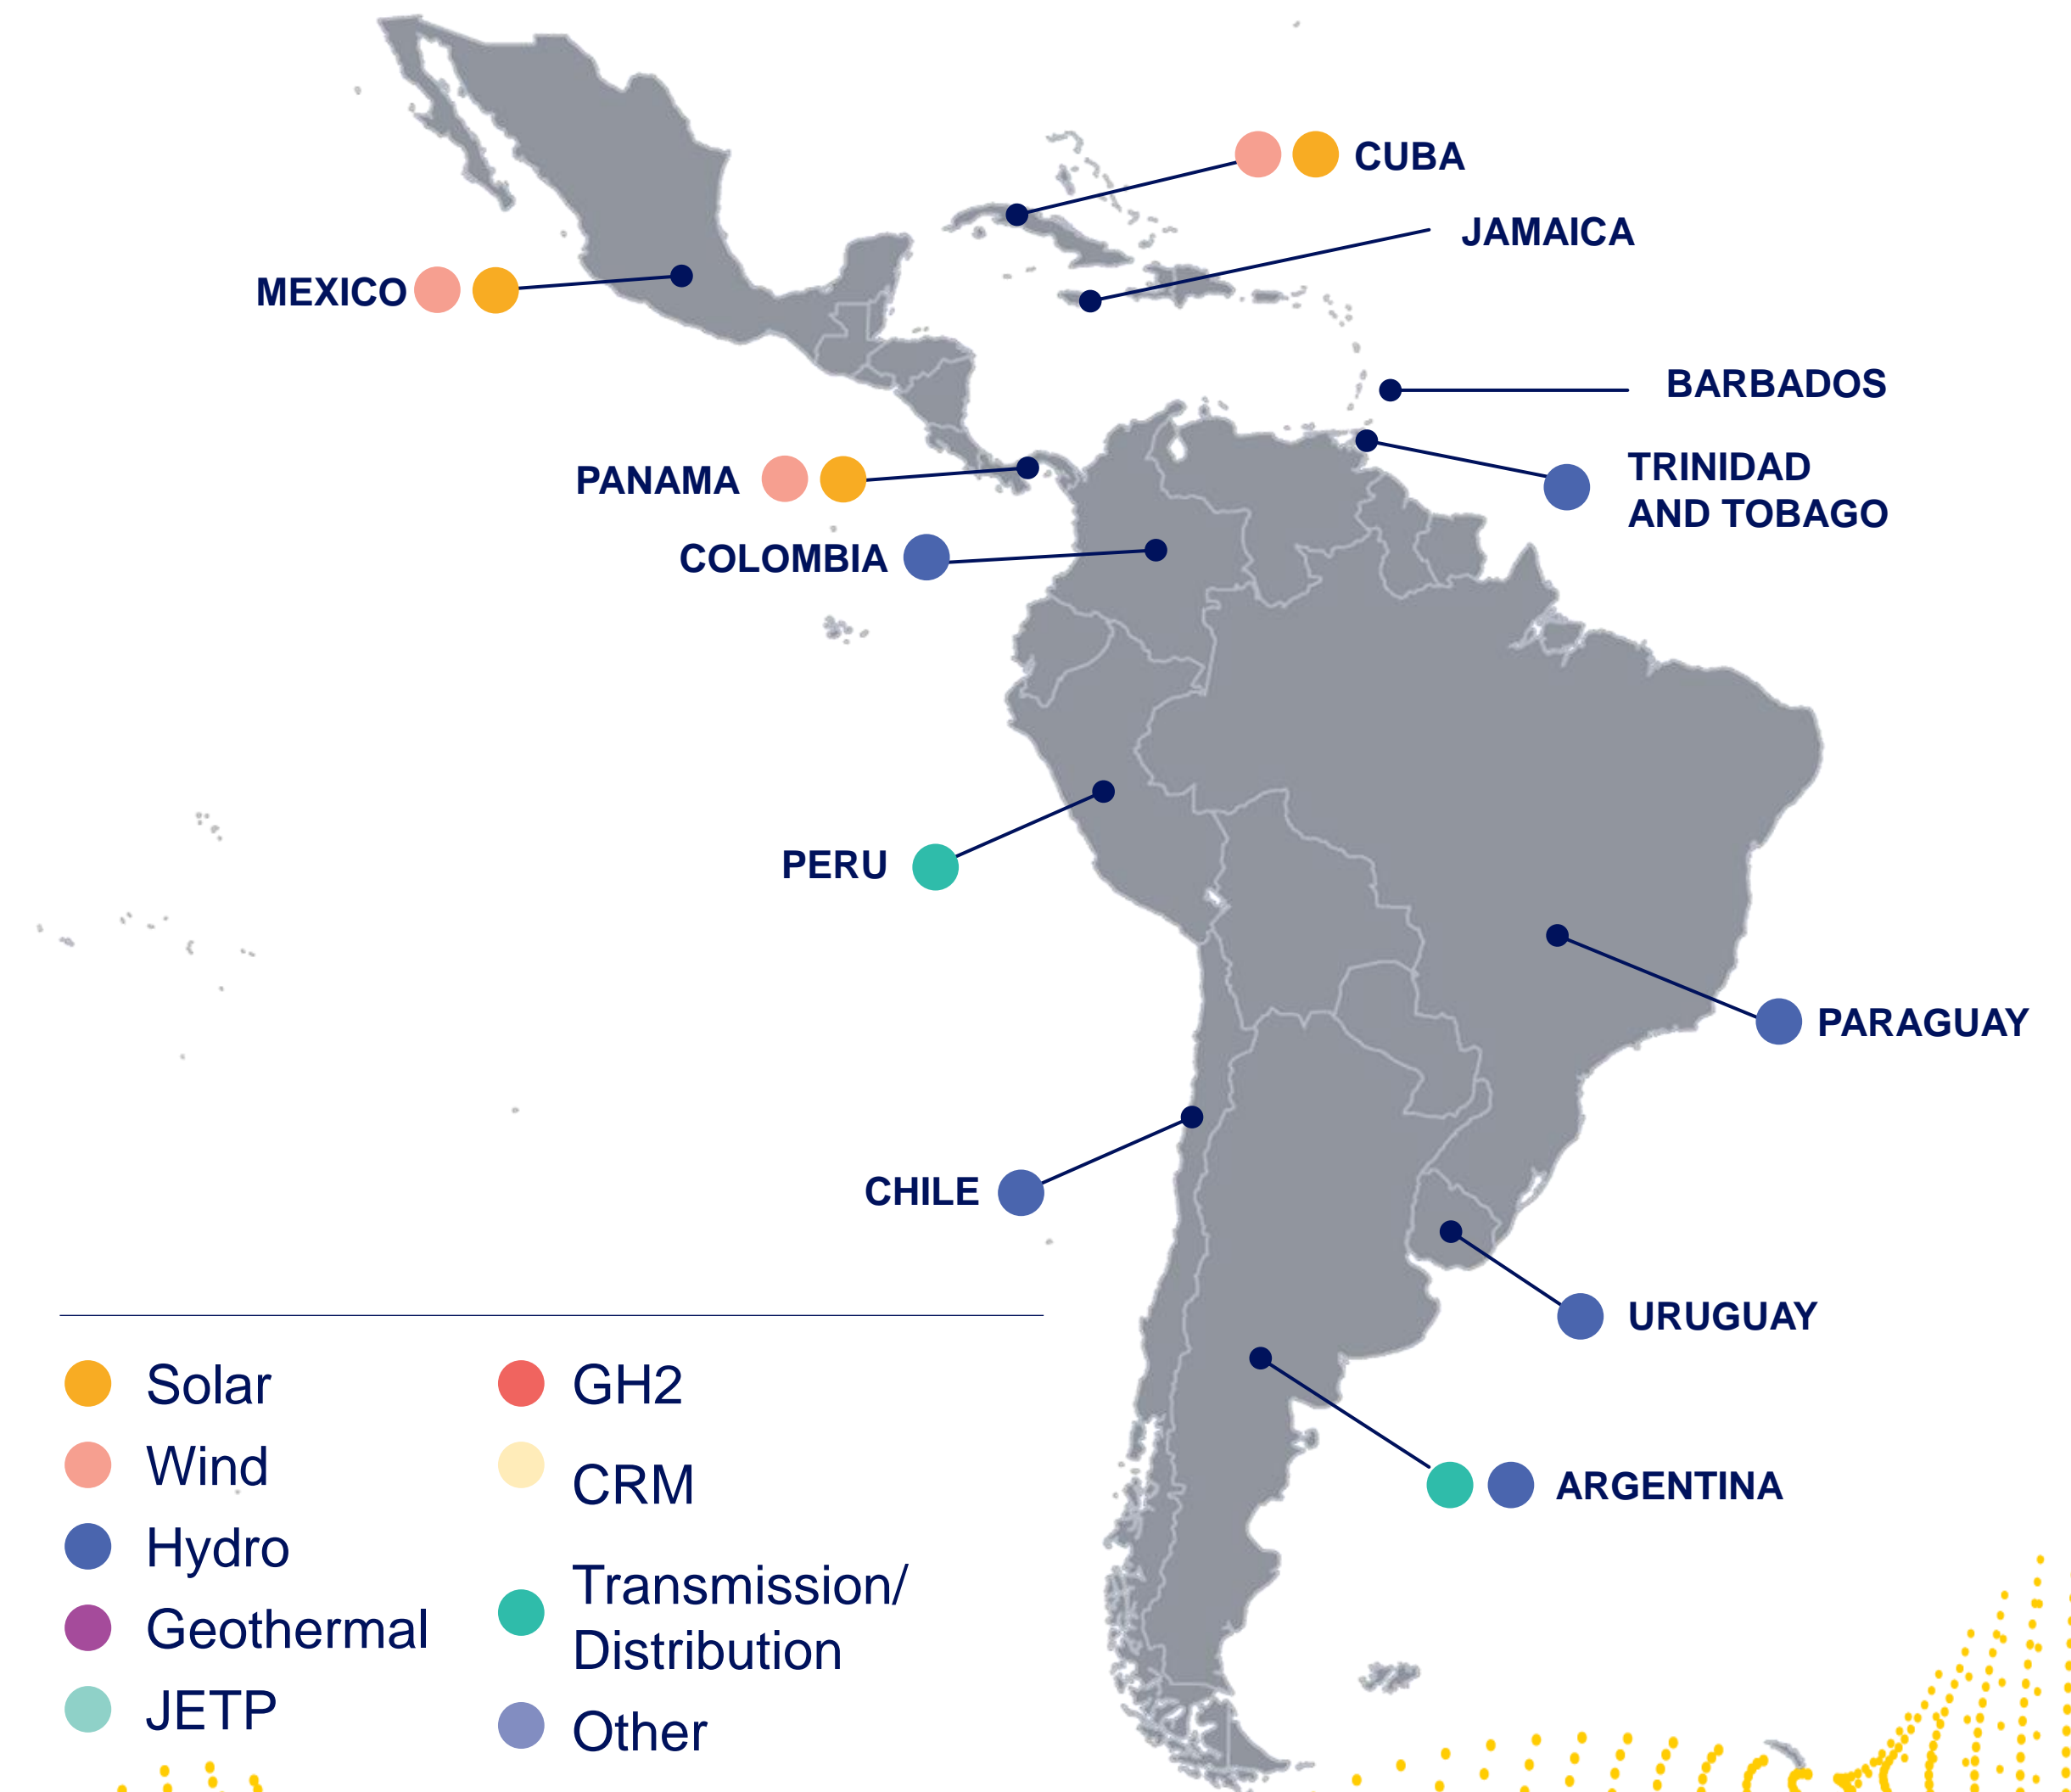 CUBA
JAMAICA
MEXICO
BARBADOS
TRINIDAD
AND TOBAGO
PANAMA
COLOMBIA
PERU
PARAGUAY
CHILE
URUGUAY
ARGENTINA
Solar
Wind
Hydro
Geothermal
JETP
GH2
CRM
Transmission/
Distribution
Other